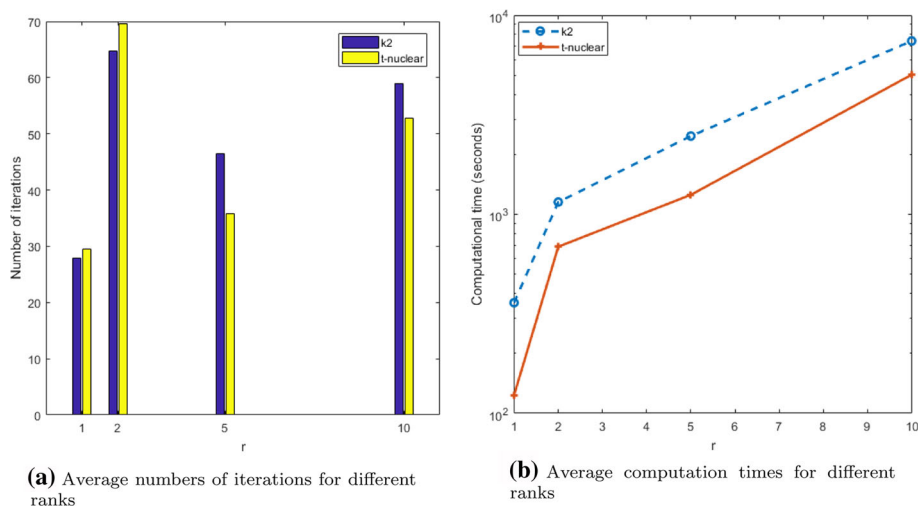 70
60
50
40
30
20
10
0
Number of iterations
k2
t-nuclear
1 2 5 10
r
(a) Average numbers of iterations for different
ranks
10^4
10^3
10^2
Computational time (seconds)
k2
t-nuclear
1 2 3 4 5 6 7 8 9 10
r
(b) Average computation times for different
ranks